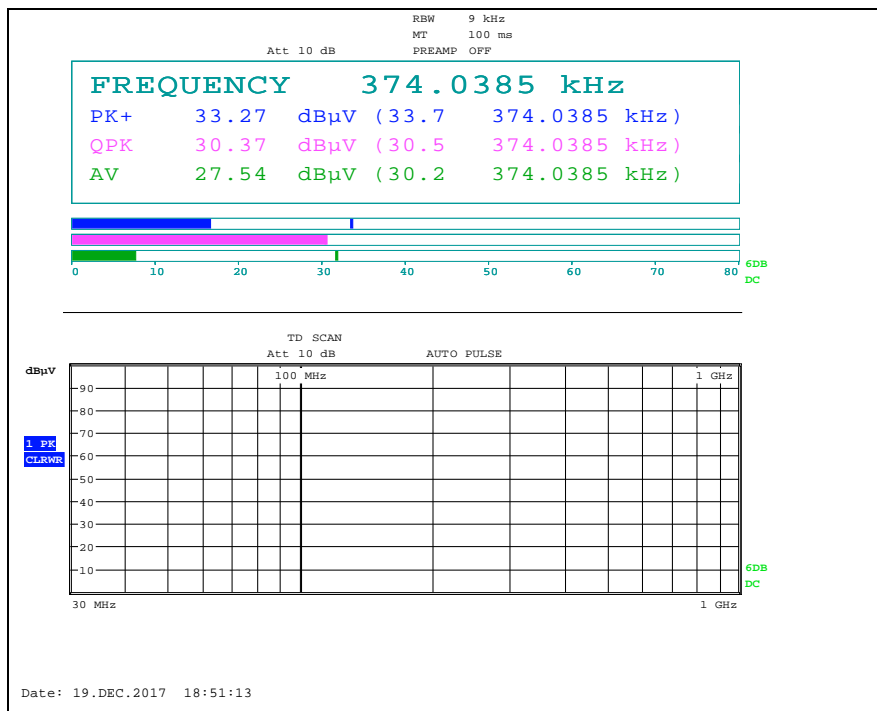 RBW 9 kHz
MT 100 ms
Att 10 dB PREAMP OFF
FREQUENCY 374.0385 kHz
PK+ 33.27 dBµV (33.7 374.0385 kHz)
QPK 30.37 dBµV (30.5 374.0385 kHz)
AV 27.54 dBµV (30.2 374.0385 kHz)
0 10 20 30 40 50 60 70 80
6DB
DC
TD SCAN
Att 10 dB AUTO PULSE
dBµV
100 MHz 1 GHz
90
80
70
1 PK
CLRWR
60
50
40
30
20
10
6DB
DC
30 MHz 1 GHz
Date: 19.DEC.2017 18:51:13